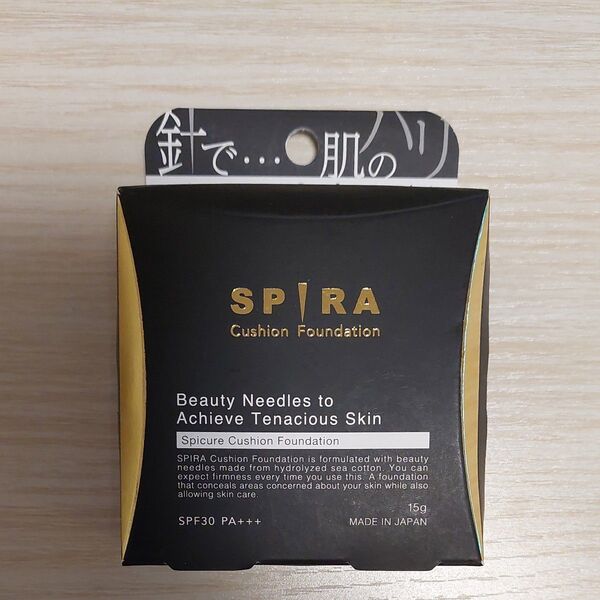 針で…肌のハリ
SPIRA
Cushion Foundation
Beauty Needles to
Achieve Tenacious Skin
Spicure Cushion Foundation
SPIRA Cushion Foundation is formulated with beauty
needles made from hydrolyzed sea cotton. You can
expect firmness every time you use this. A foundation
that conceals areas concerned about your skin while also
allowing skin care.
15g
SPF30 PA+++ MADE IN JAPAN